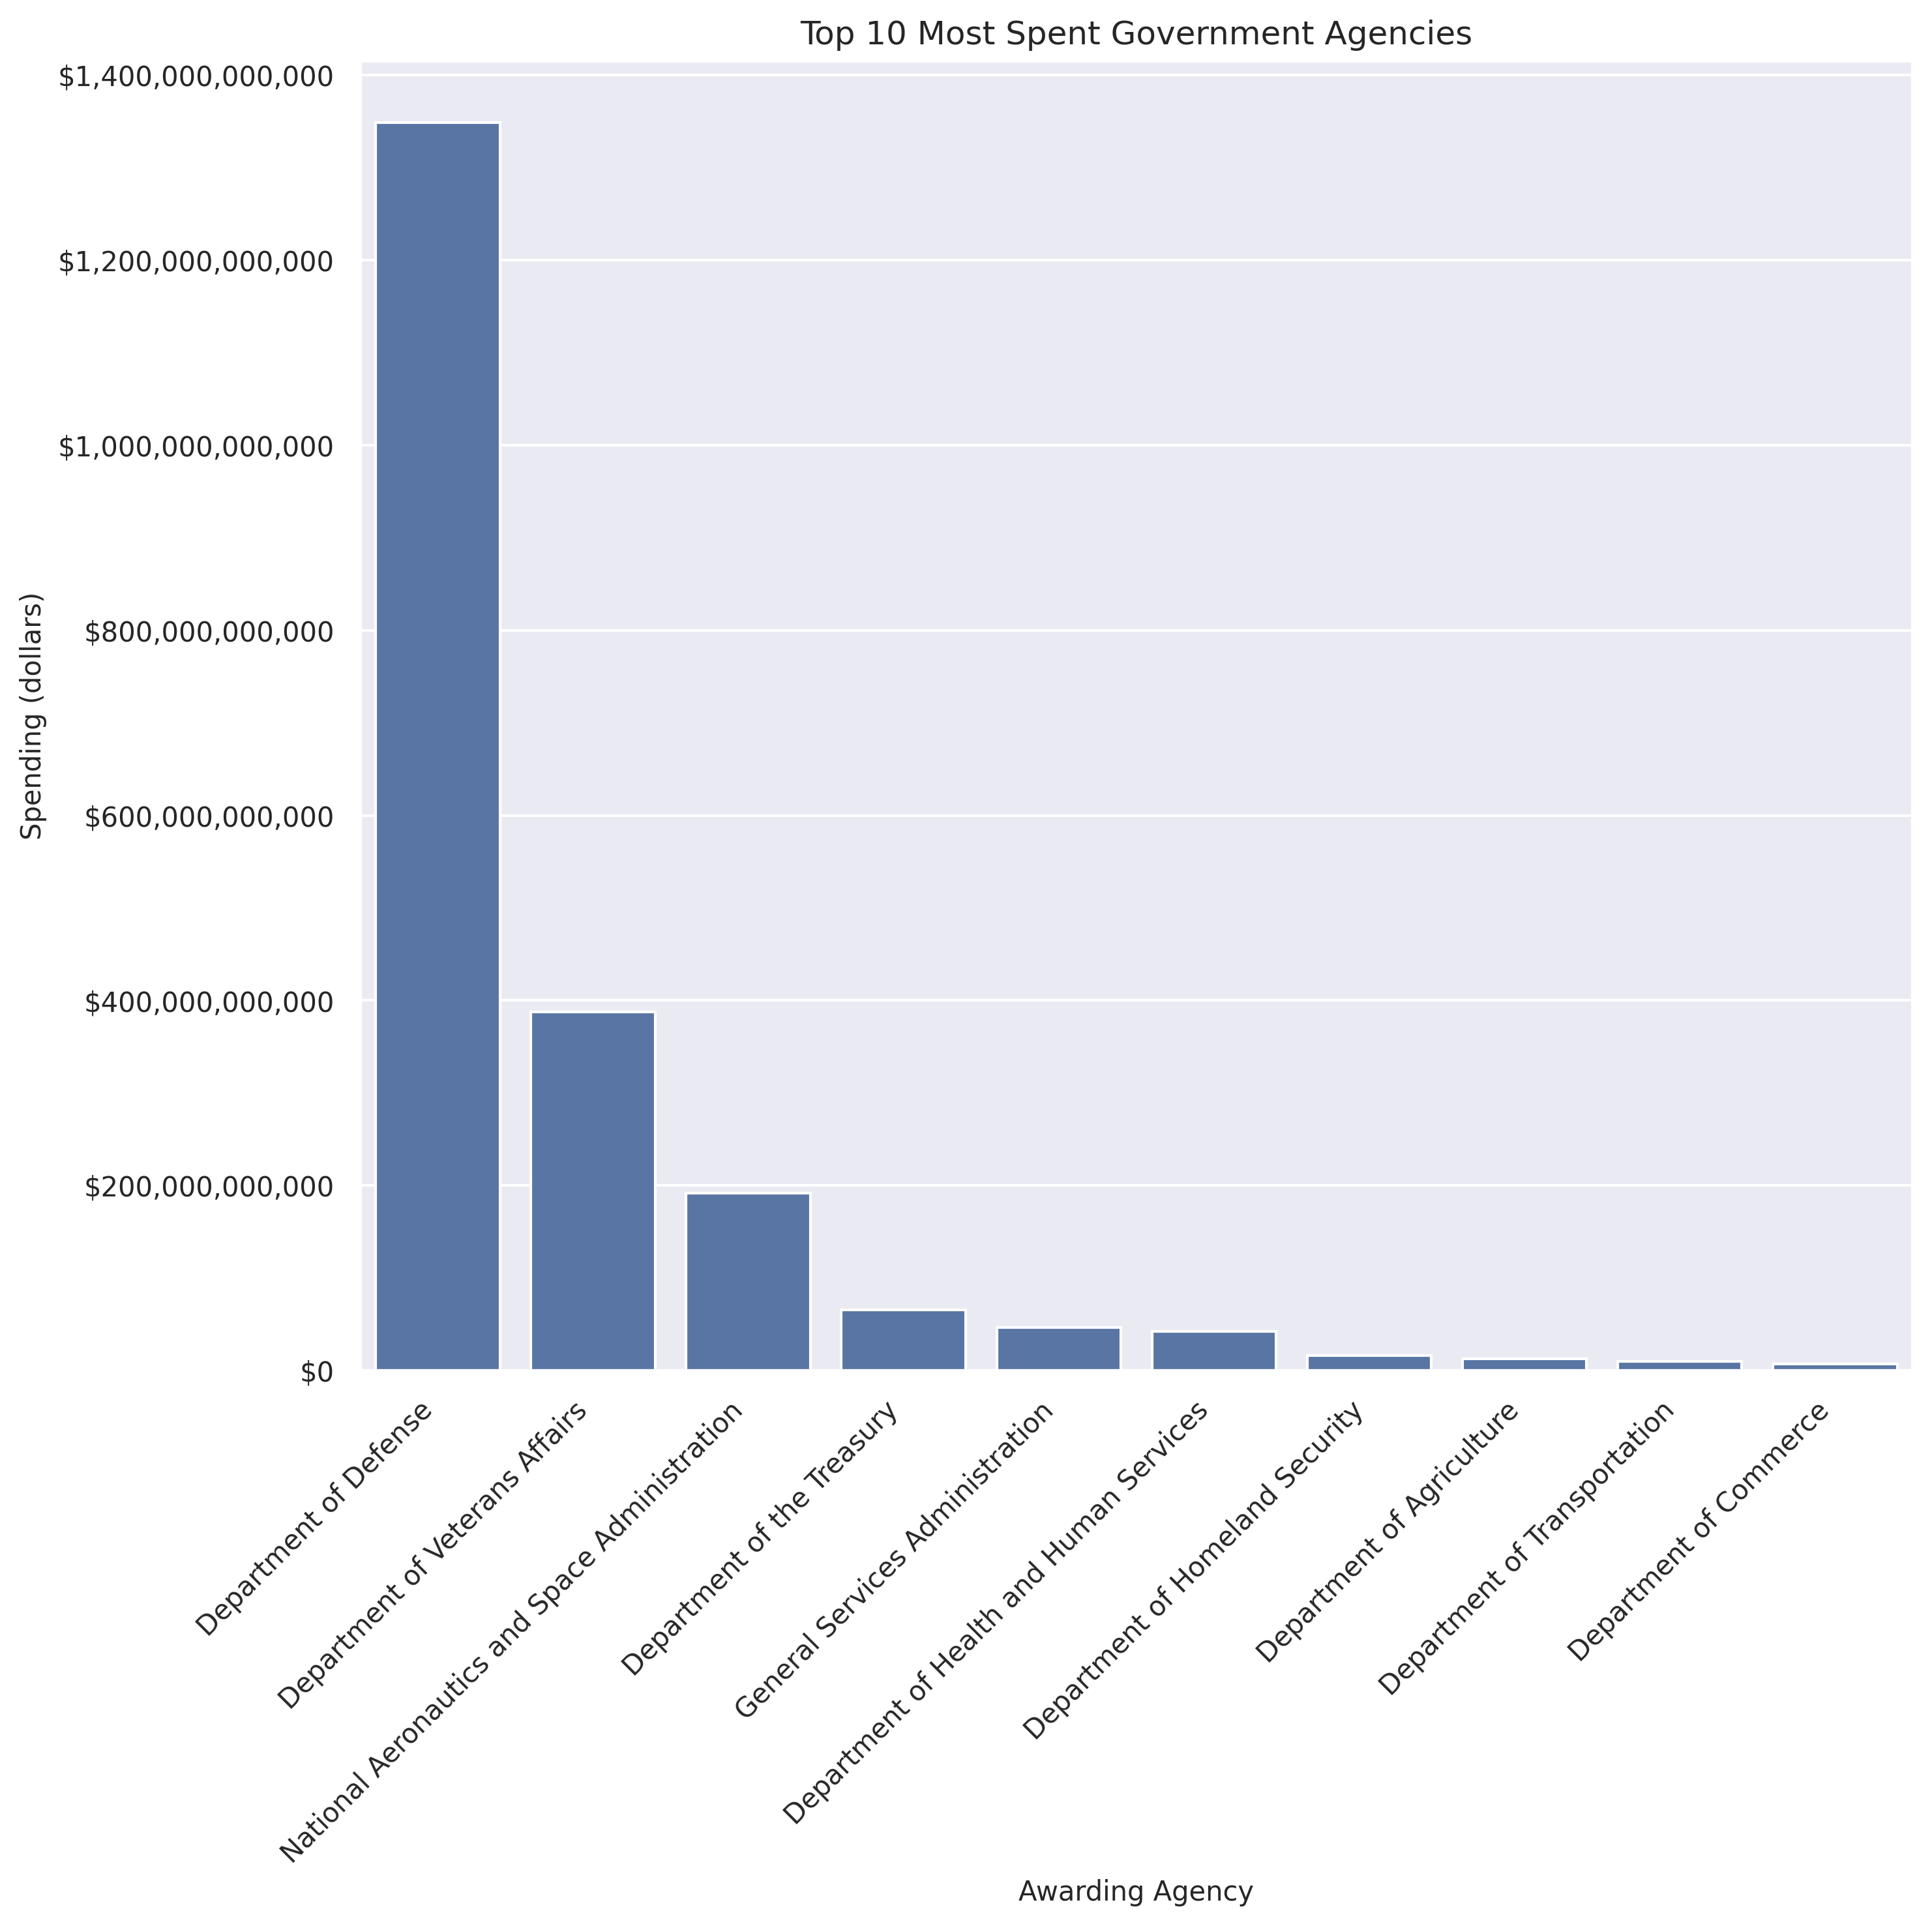 Top 10 Most Spent Government Agencies
$1,400,000,000,000
$1,200,000,000,000
$1,000,000,000,000
$800,000,000,000
$600,000,000,000
$400,000,000,000
$200,000,000,000
$0
Spending (dollars)
Department of Defense
Department of Veterans Affairs
National Aeronautics and Space Administration
Department of the Treasury
General Services Administration
Department of Health and Human Services
Department of Homeland Security
Department of Agriculture
Department of Transportation
Department of Commerce
Awarding Agency